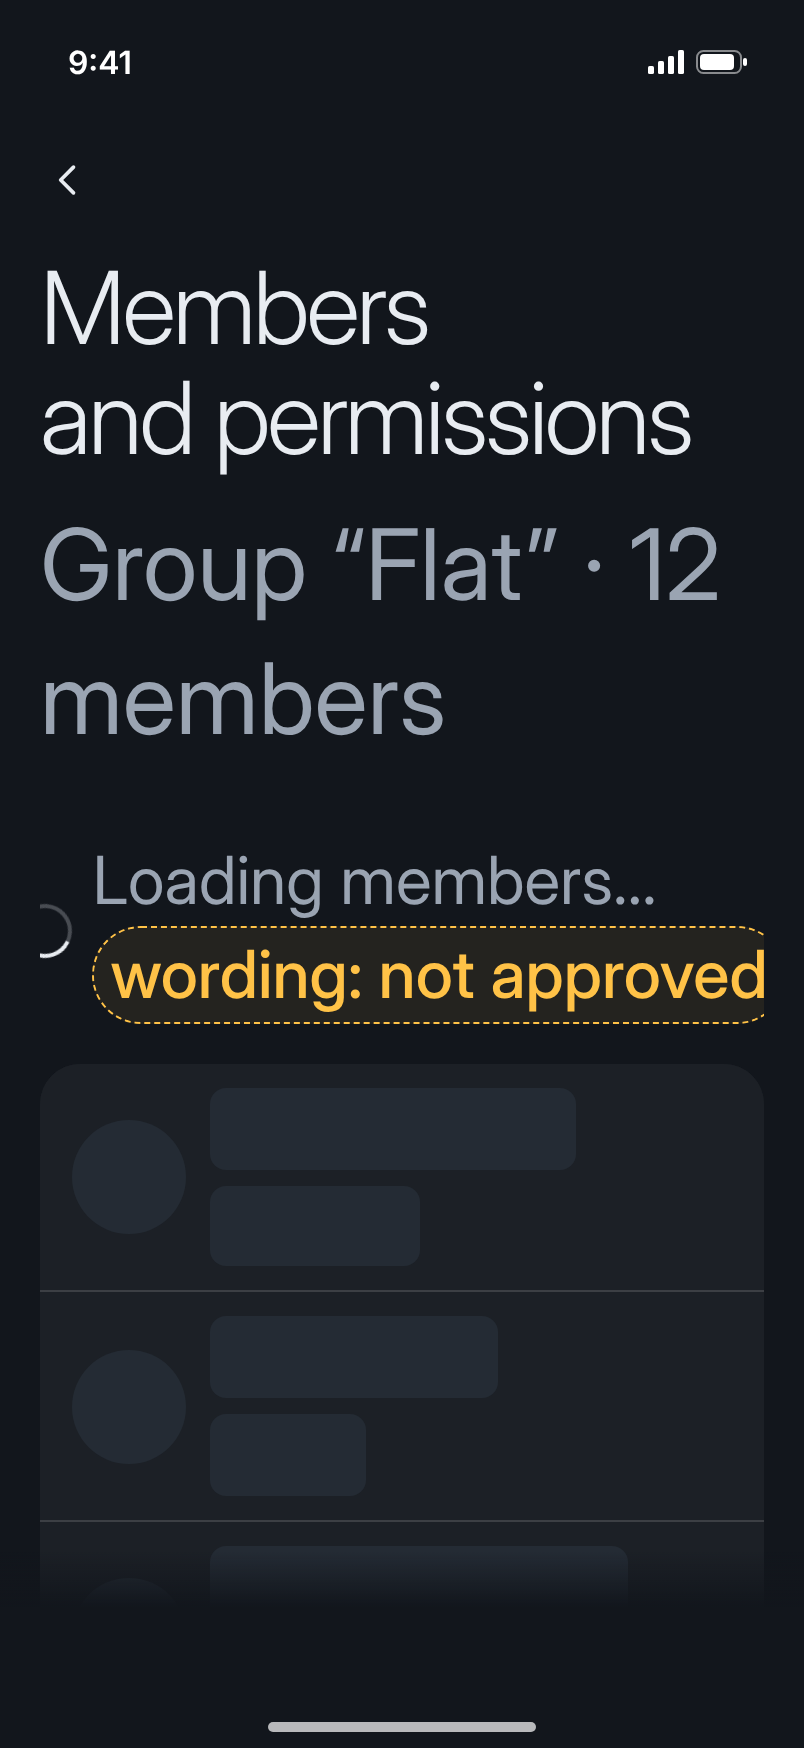 9:41
Members
and permissions
Group “Flat” · 12
members
Loading members...
wording: not approved